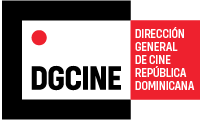 DGCINE
DIRECCIÓN
GENERAL
DE CINE
REPÚBLICA
DOMINICANA